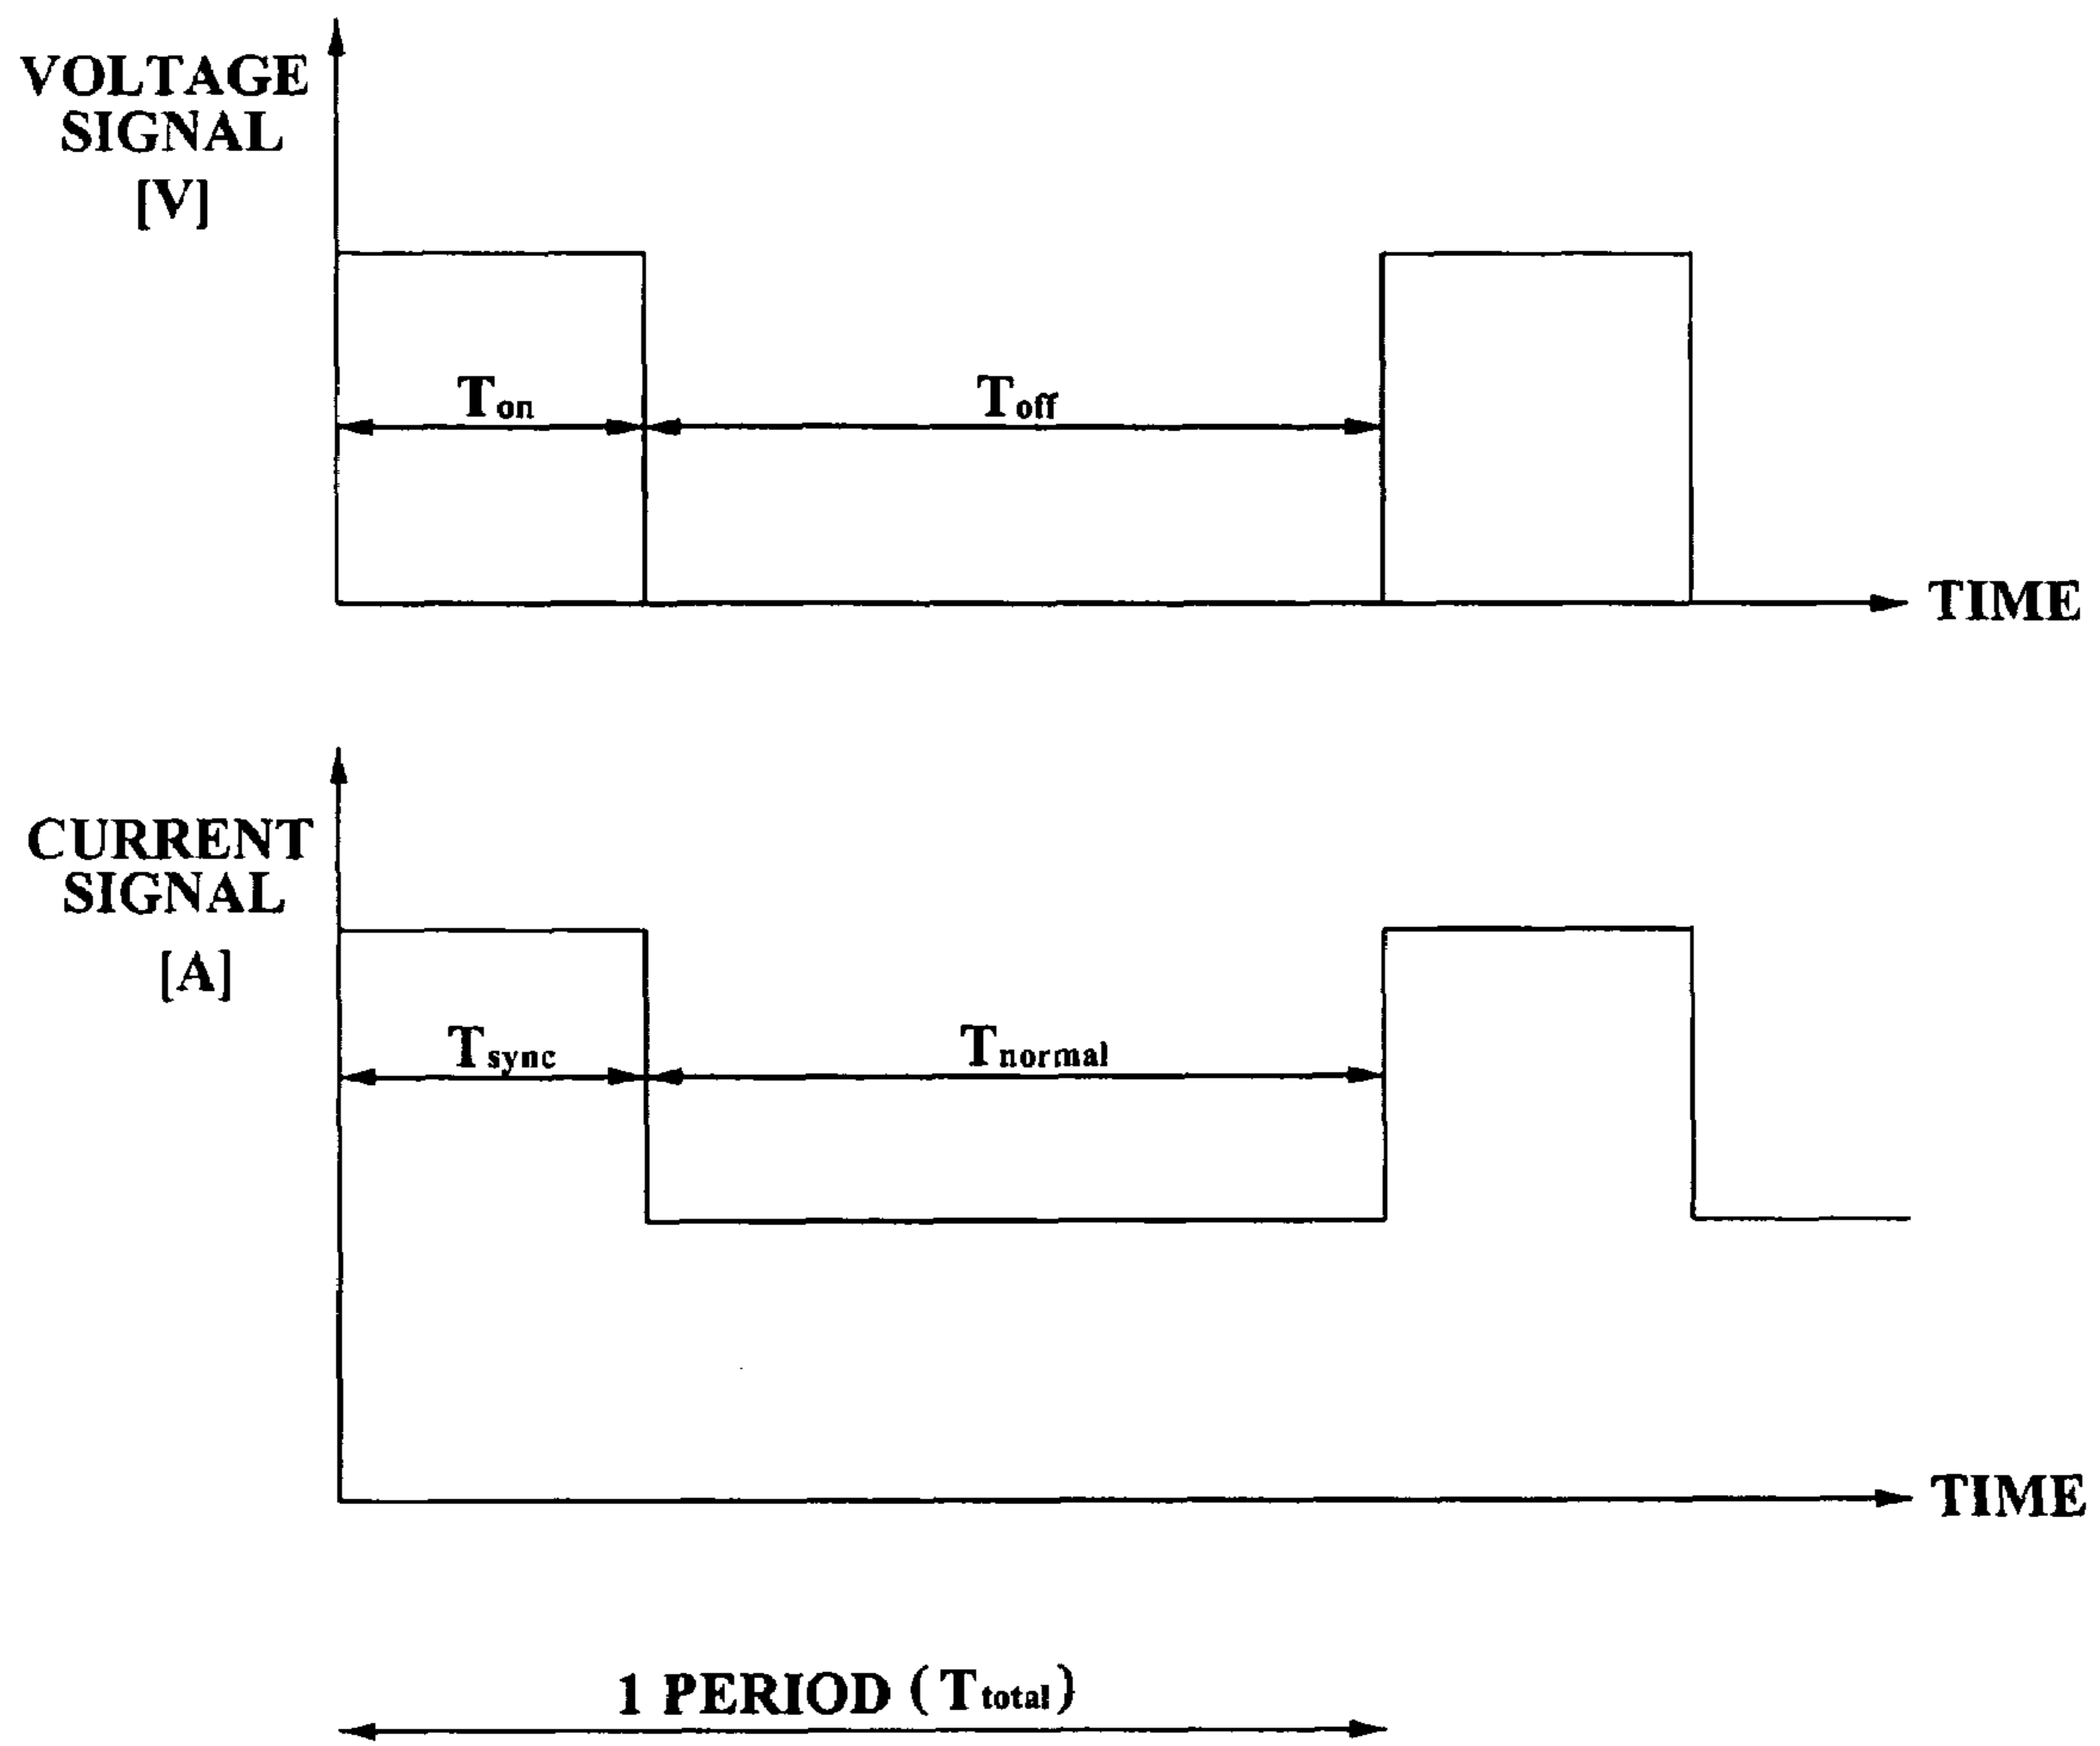 VOLTAGE
SIGNAL
[V]
Ton
Toff
TIME
CURRENT
SIGNAL
[A]
Tsync
Tnormal
TIME
1 PERIOD (Ttotal)